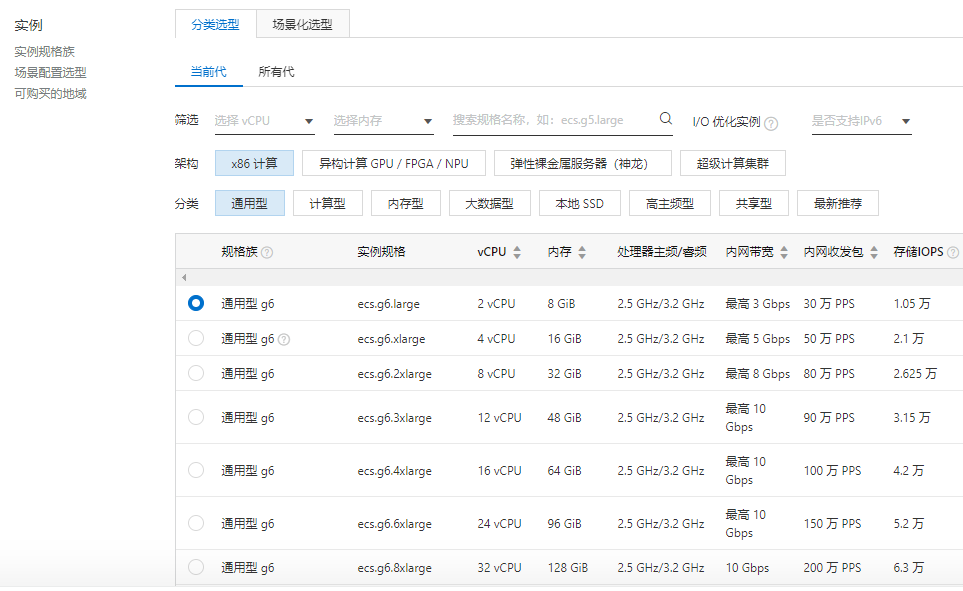 实例
实例规格族
场景配置选型
可购买的地域
分类选型 场景化选型
当前代 所有代
筛选 选择 vCPU 选择内存 搜索规格名称，如：ecs.g5.large I/O 优化实例 ? 是否支持IPv6
架构 x86 计算 异构计算 GPU / FPGA / NPU 弹性裸金属服务器（神龙） 超级计算集群
分类 通用型 计算型 内存型 大数据型 本地 SSD 高主频型 共享型 最新推荐
规格族 ? 实例规格 vCPU 内存 处理器主频/睿频 内网带宽 内网收发包 存储IOPS ?
通用型 g6 ecs.g6.large 2 vCPU 8 GiB 2.5 GHz/3.2 GHz 最高 3 Gbps 30 万 PPS 1.05 万
通用型 g6 ? ecs.g6.xlarge 4 vCPU 16 GiB 2.5 GHz/3.2 GHz 最高 5 Gbps 50 万 PPS 2.1 万
通用型 g6 ecs.g6.2xlarge 8 vCPU 32 GiB 2.5 GHz/3.2 GHz 最高 8 Gbps 80 万 PPS 2.625 万
通用型 g6 ecs.g6.3xlarge 12 vCPU 48 GiB 2.5 GHz/3.2 GHz 最高 10 Gbps 90 万 PPS 3.15 万
通用型 g6 ecs.g6.4xlarge 16 vCPU 64 GiB 2.5 GHz/3.2 GHz 最高 10 Gbps 100 万 PPS 4.2 万
通用型 g6 ecs.g6.6xlarge 24 vCPU 96 GiB 2.5 GHz/3.2 GHz 最高 10 Gbps 150 万 PPS 5.2 万
通用型 g6 ecs.g6.8xlarge 32 vCPU 128 GiB 2.5 GHz/3.2 GHz 10 Gbps 200 万 PPS 6.3 万